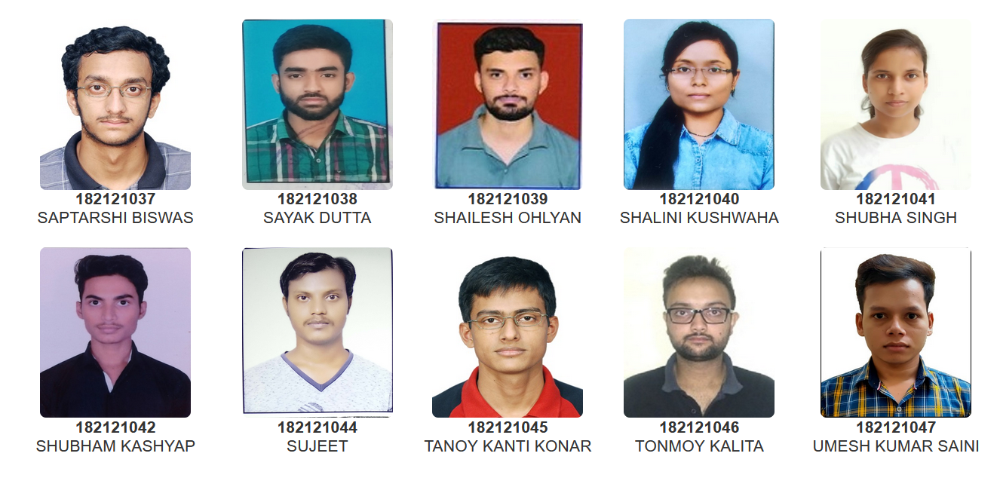 182121037
SAPTARSHI BISWAS
182121038
SAYAK DUTTA
182121039
SHAILESH OHLYAN
182121040
SHALINI KUSHWAHA
182121041
SHUBHA SINGH
182121042
SHUBHAM KASHYAP
182121044
SUJEET
182121045
TANOY KANTI KONAR
182121046
TONMOY KALITA
182121047
UMESH KUMAR SAINI